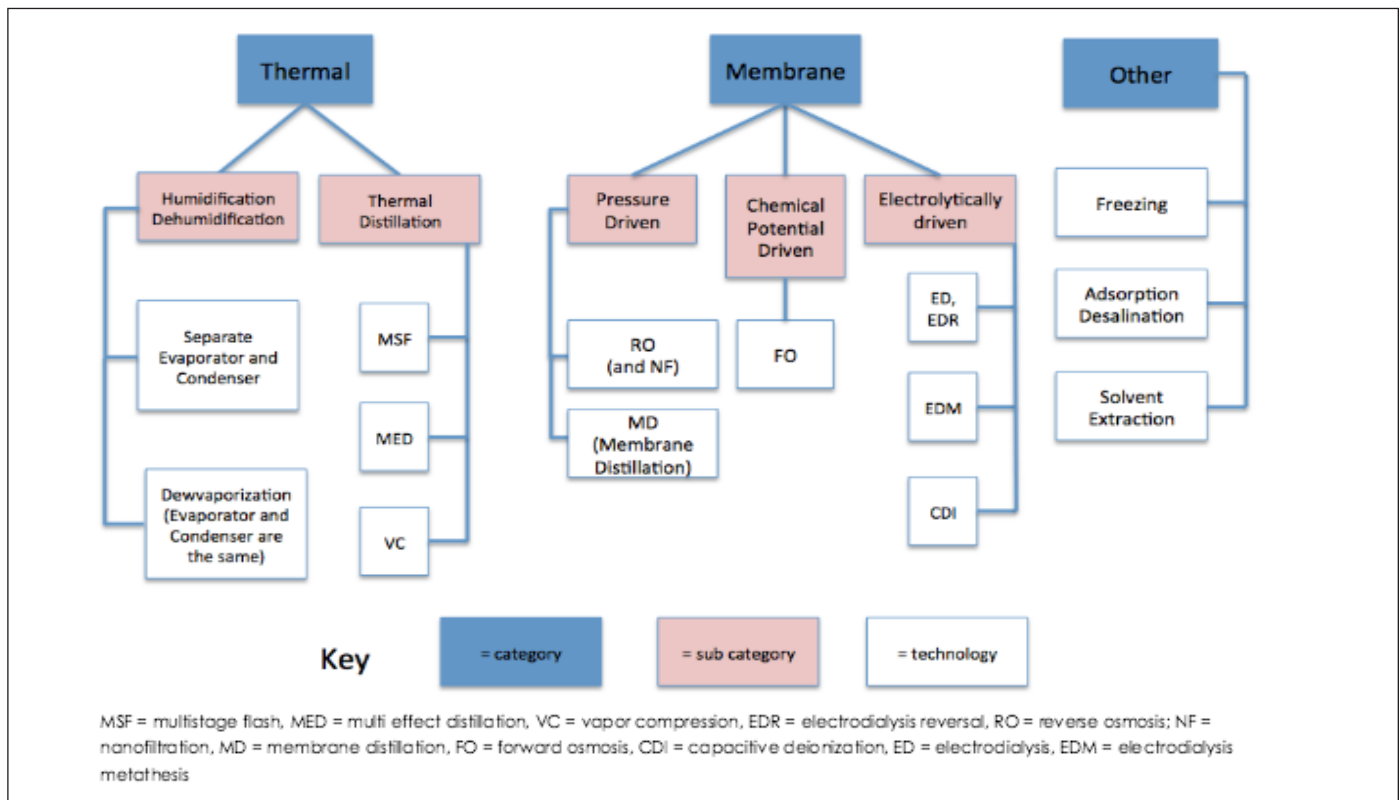 Thermal
Membrane
Other
Humidification
Dehumidification
Thermal
Distillation
Pressure
Driven
Chemical
Potential
Driven
Electrolytically
driven
Freezing
Separate
Evaporator and
Condenser
MSF
RO
(and NF)
FO
ED,
EDR
Adsorption
Desalination
MED
MD
(Membrane
Distillation)
EDM
Solvent
Extraction
Dewvaporization
(Evaporator and
Condenser are
the same)
VC
CDI
Key
= category
= sub category
= technology
MSF = multistage flash, MED = multi effect distillation, VC = vapor compression, EDR = electrodialysis reversal, RO = reverse osmosis; NF =
nanofiltration, MD = membrane distillation, FO = forward osmosis, CDI = capacitive deionization, ED = electrodialysis, EDM = electrodialysis
metathesis